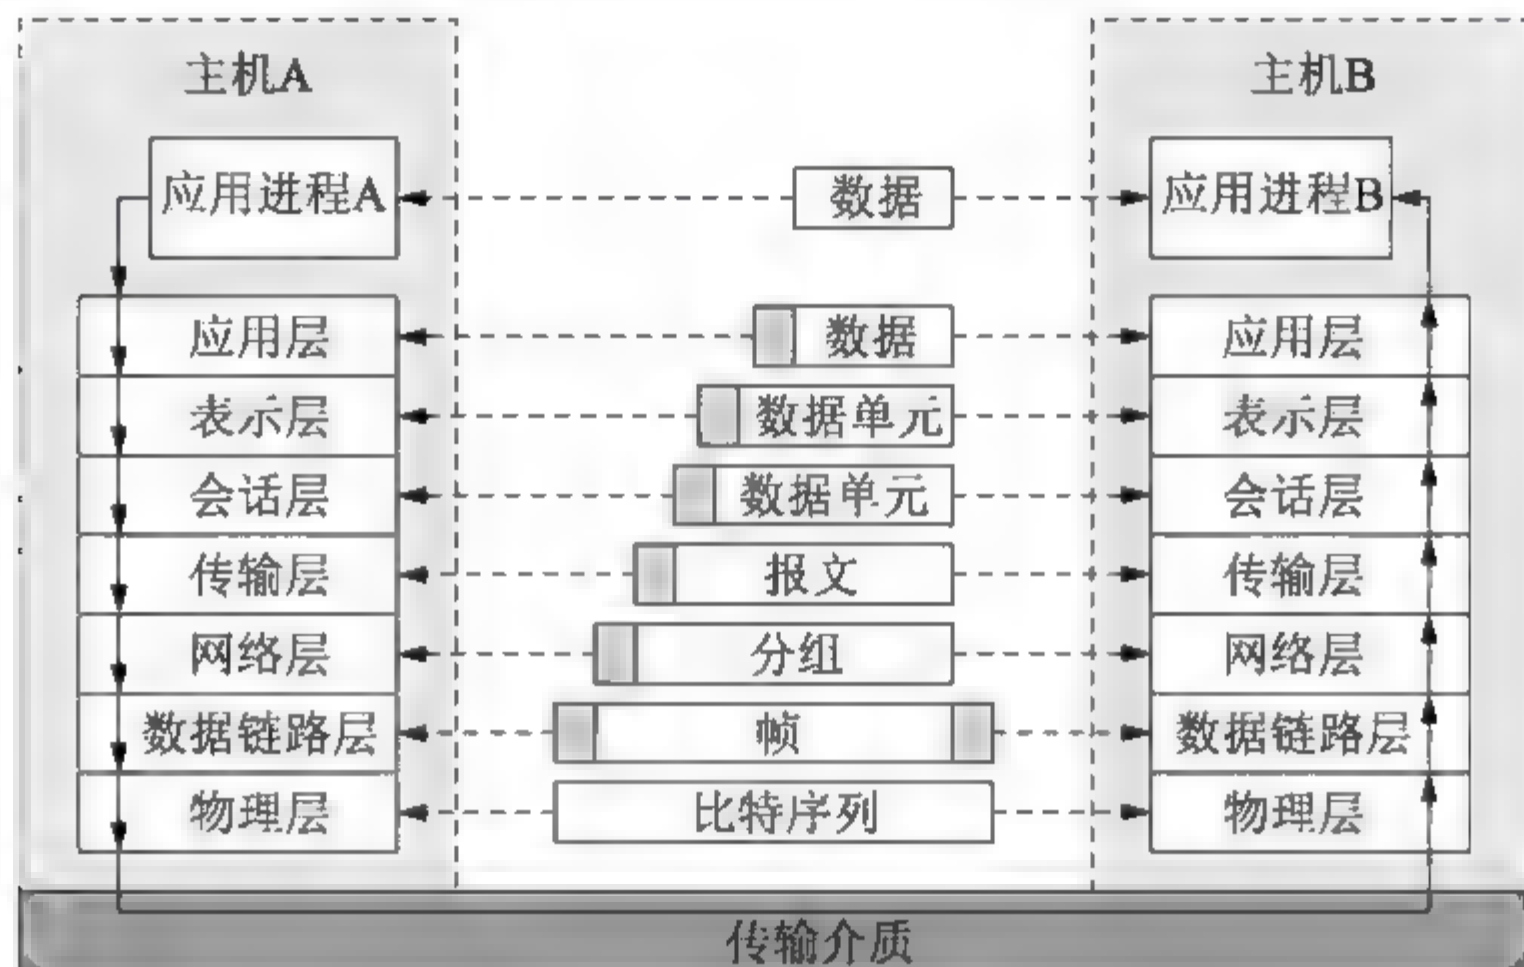 主机A
主机B
应用进程A
数据
应用进程B
应用层
数据
应用层
表示层
数据单元
表示层
会话层
数据单元
会话层
传输层
报文
传输层
网络层
分组
网络层
数据链路层
帧
数据链路层
物理层
比特序列
物理层
传输介质